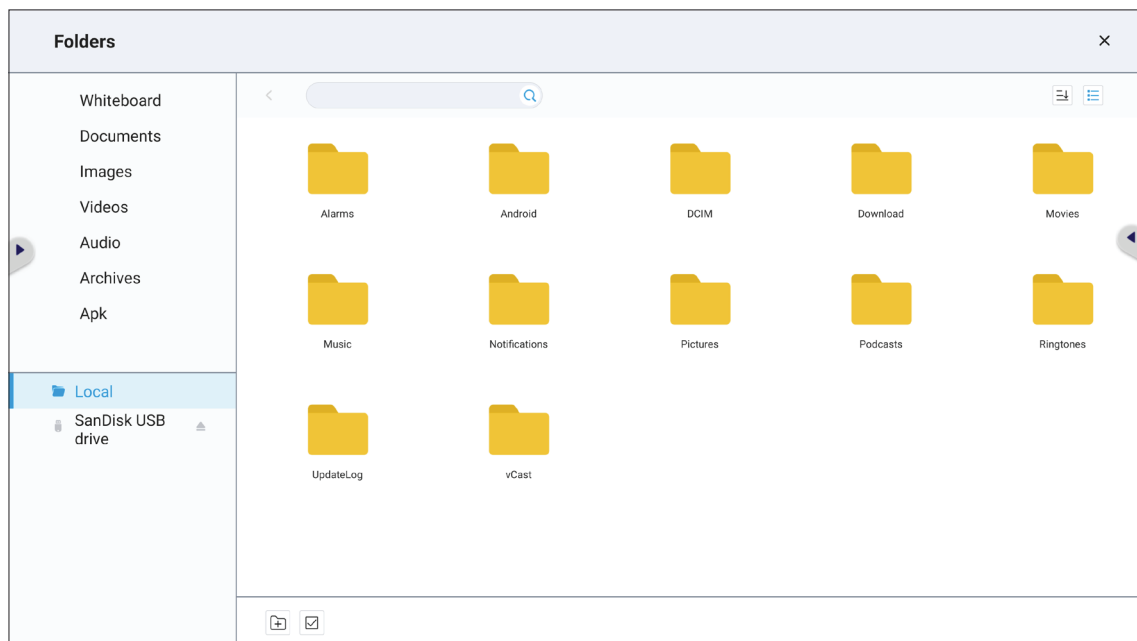 Folders
Whiteboard
Documents
Images
Videos
Audio
Archives
Apk
Local
SanDisk USB
drive
Alarms
Android
DCIM
Download
Movies
Music
Notifications
Pictures
Podcasts
Ringtones
UpdateLog
vCast